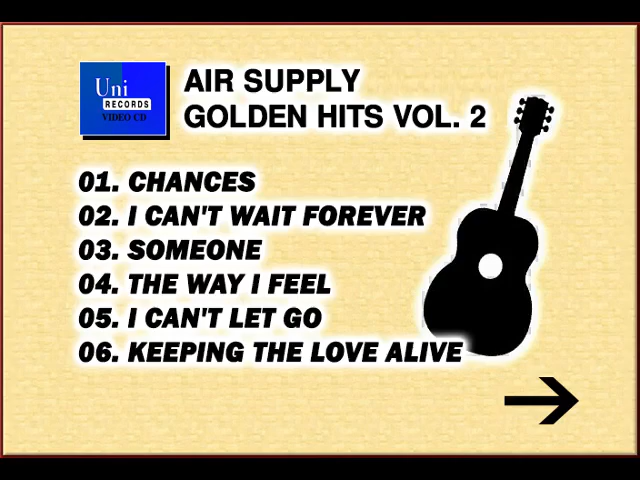 Uni
RECORDS
VIDEO CD
AIR SUPPLY
GOLDEN HITS VOL. 2
01. CHANCES
02. I CAN'T WAIT FOREVER
03. SOMEONE
04. THE WAY I FEEL
05. I CAN'T LET GO
06. KEEPING THE LOVE ALIVE